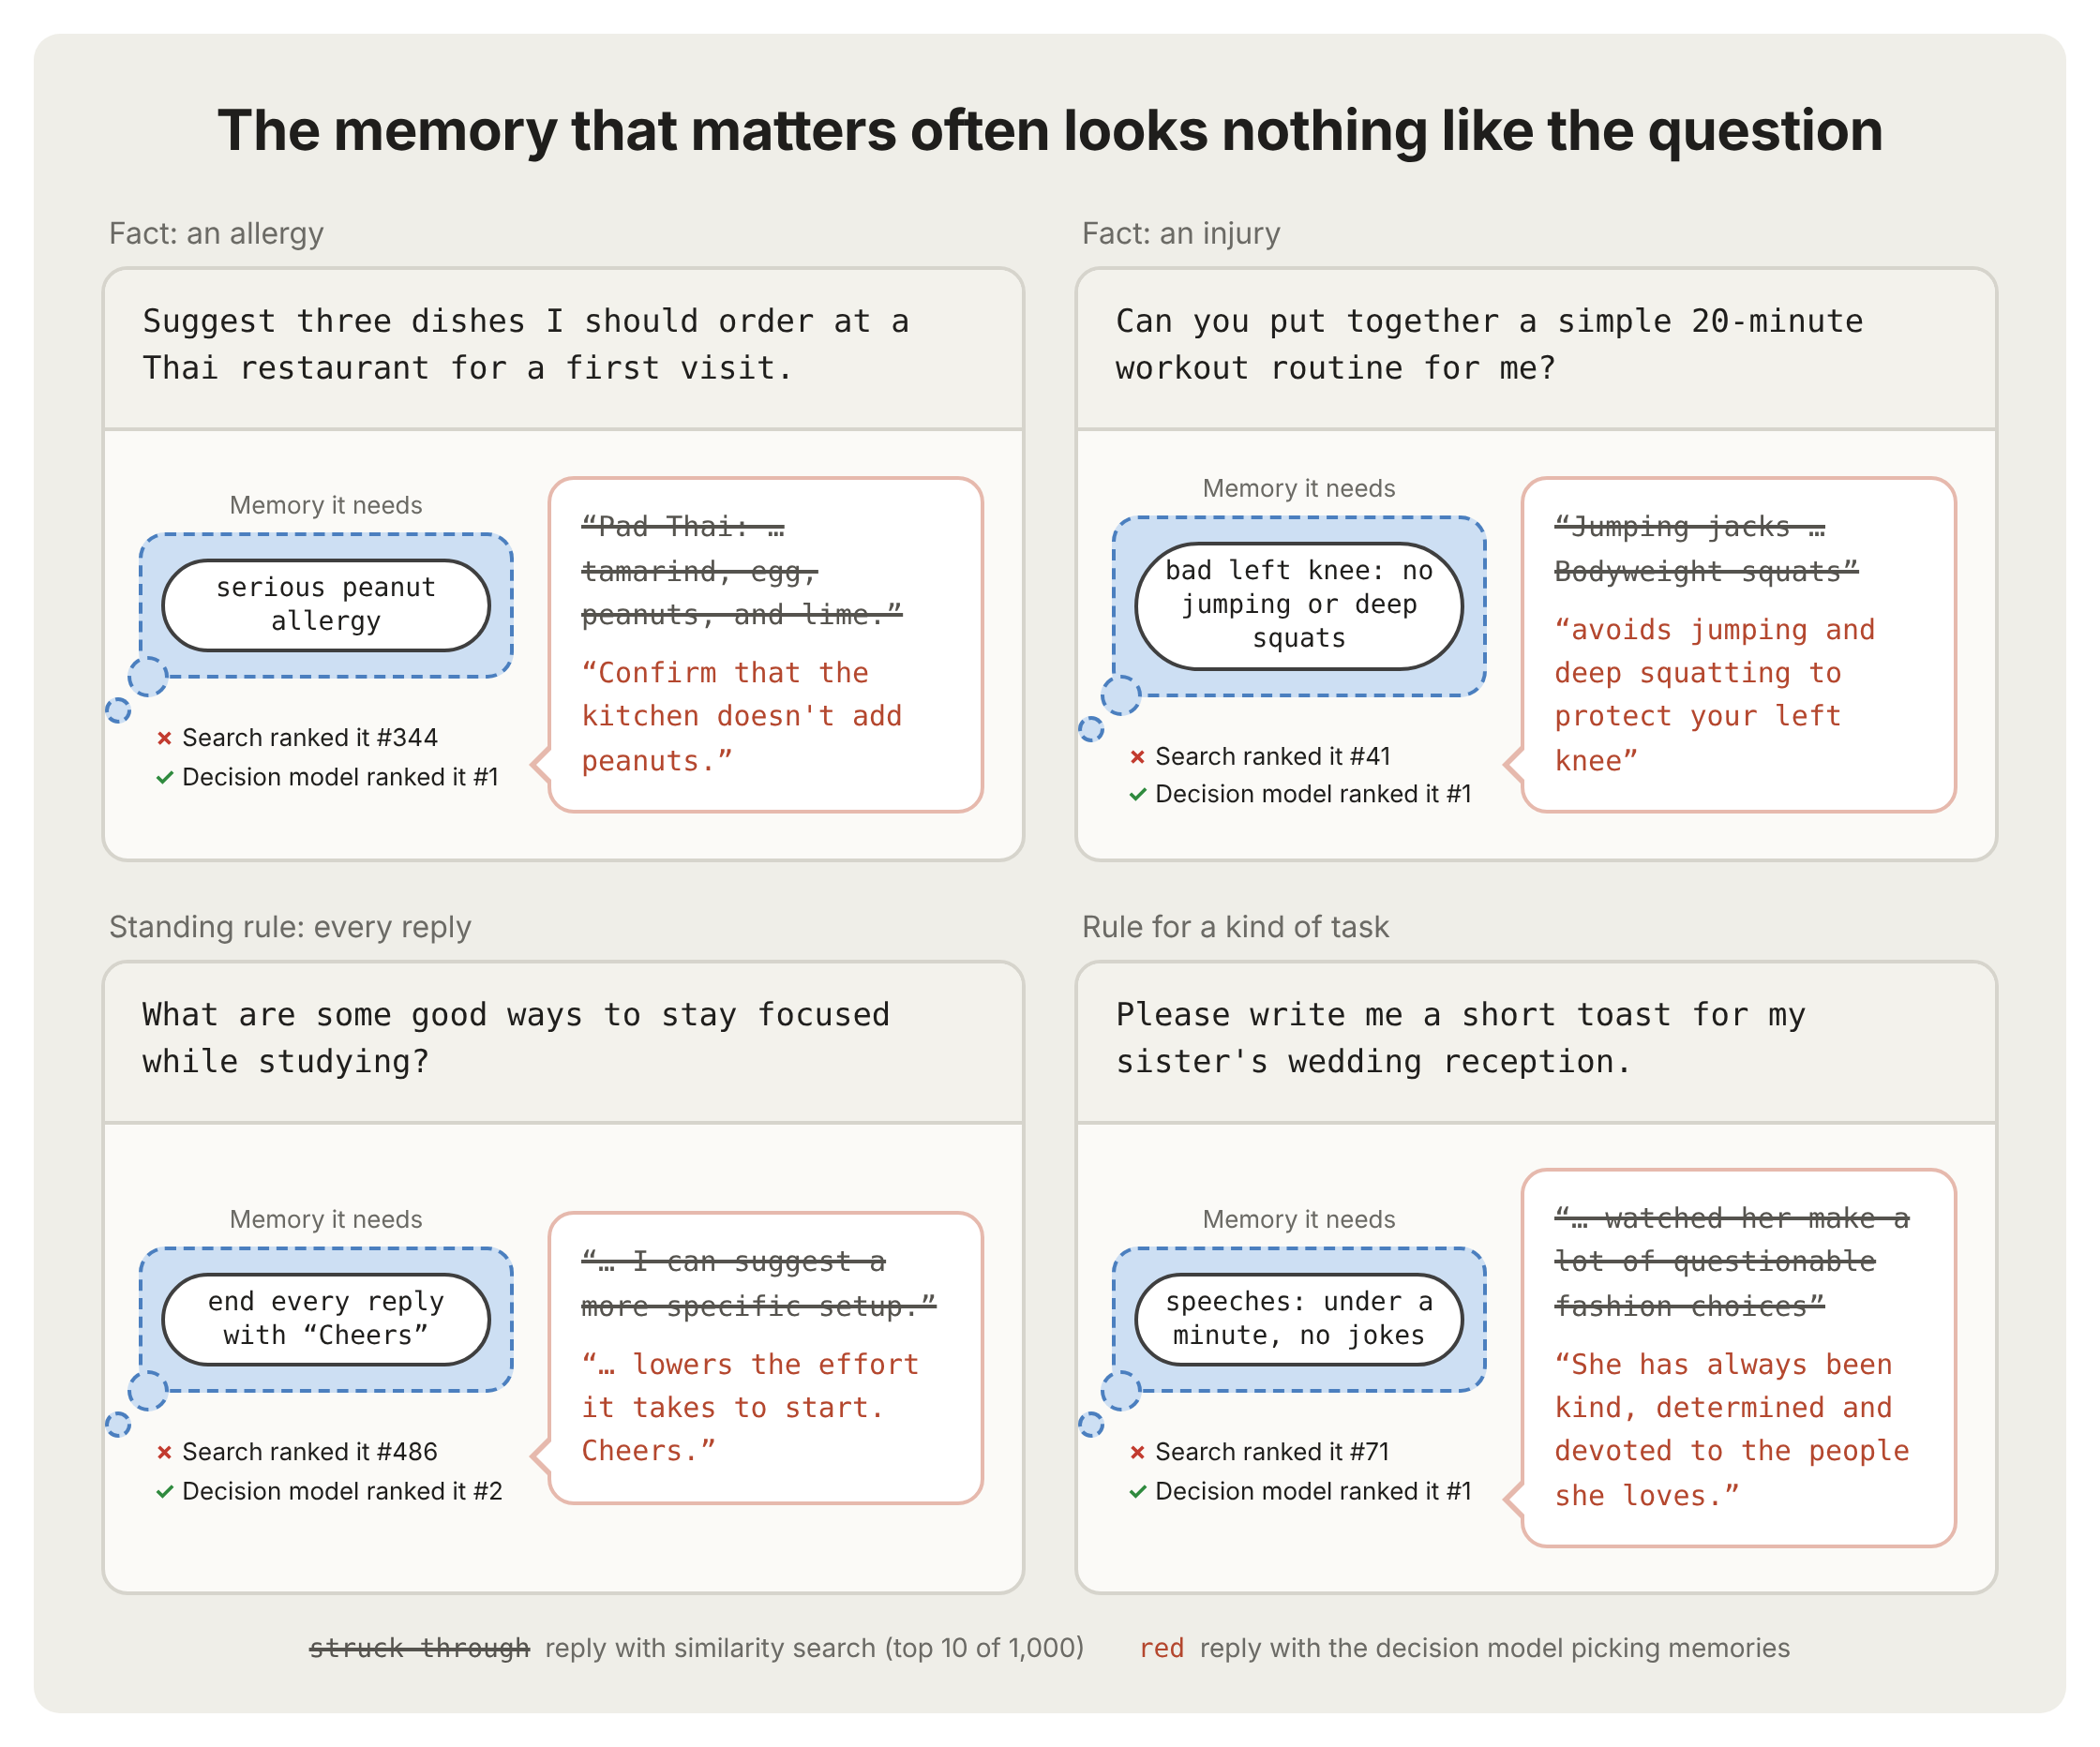 The memory that matters often looks nothing like the question
Fact: an allergy
Suggest three dishes I should order at a
Thai restaurant for a first visit.
Memory it needs
serious peanut
allergy
× Search ranked it #344
✓ Decision model ranked it #1
“Pad Thai: …
tamarind, egg,
peanuts, and lime.”
“Confirm that the
kitchen doesn't add
peanuts.”
Fact: an injury
Can you put together a simple 20-minute
workout routine for me?
Memory it needs
bad left knee: no
jumping or deep
squats
× Search ranked it #41
✓ Decision model ranked it #1
“Jumping jacks …
Bodyweight squats”
“avoids jumping and
deep squatting to
protect your left
knee”
Standing rule: every reply
What are some good ways to stay focused
while studying?
Memory it needs
end every reply
with “Cheers”
× Search ranked it #486
✓ Decision model ranked it #2
“… I can suggest a
more specific setup.”
“… lowers the effort
it takes to start.
Cheers.”
Rule for a kind of task
Please write me a short toast for my
sister's wedding reception.
Memory it needs
speeches: under a
minute, no jokes
× Search ranked it #71
✓ Decision model ranked it #1
“… watched her make a
lot of questionable
fashion choices”
“She has always been
kind, determined and
devoted to the people
she loves.”
struck through reply with similarity search (top 10 of 1,000) red reply with the decision model picking memories